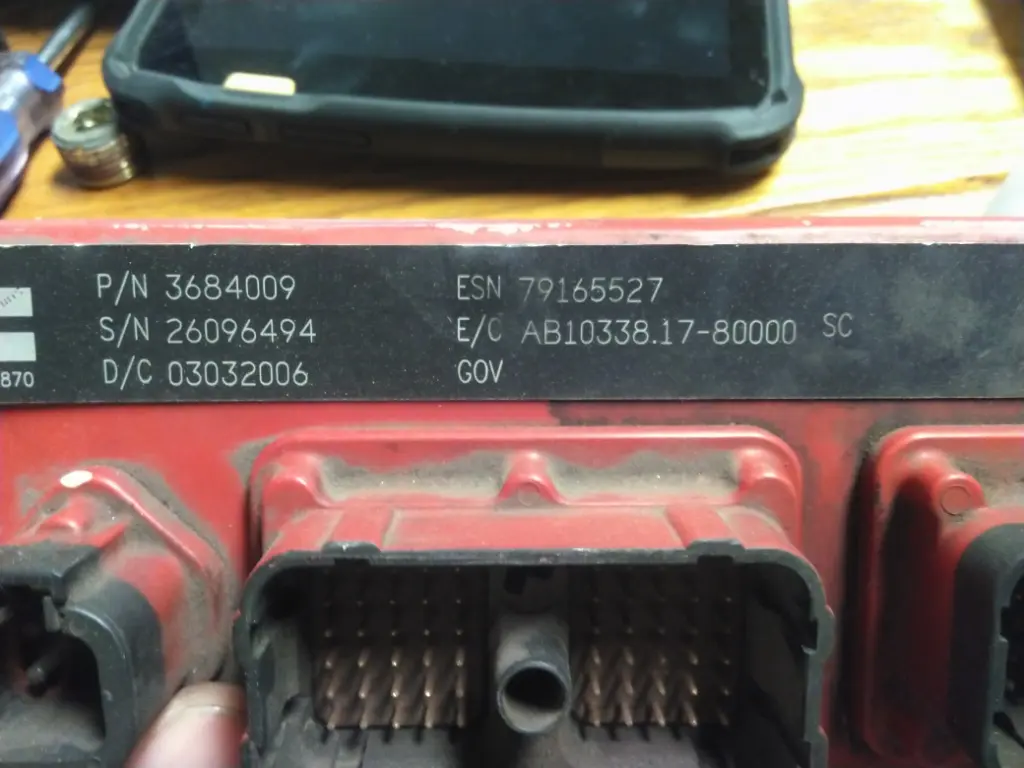 P/N 3684009
S/N 26096494
D/C 03032006
870
ESN 79165527
E/C AB10338.17-80000 SC
GOV